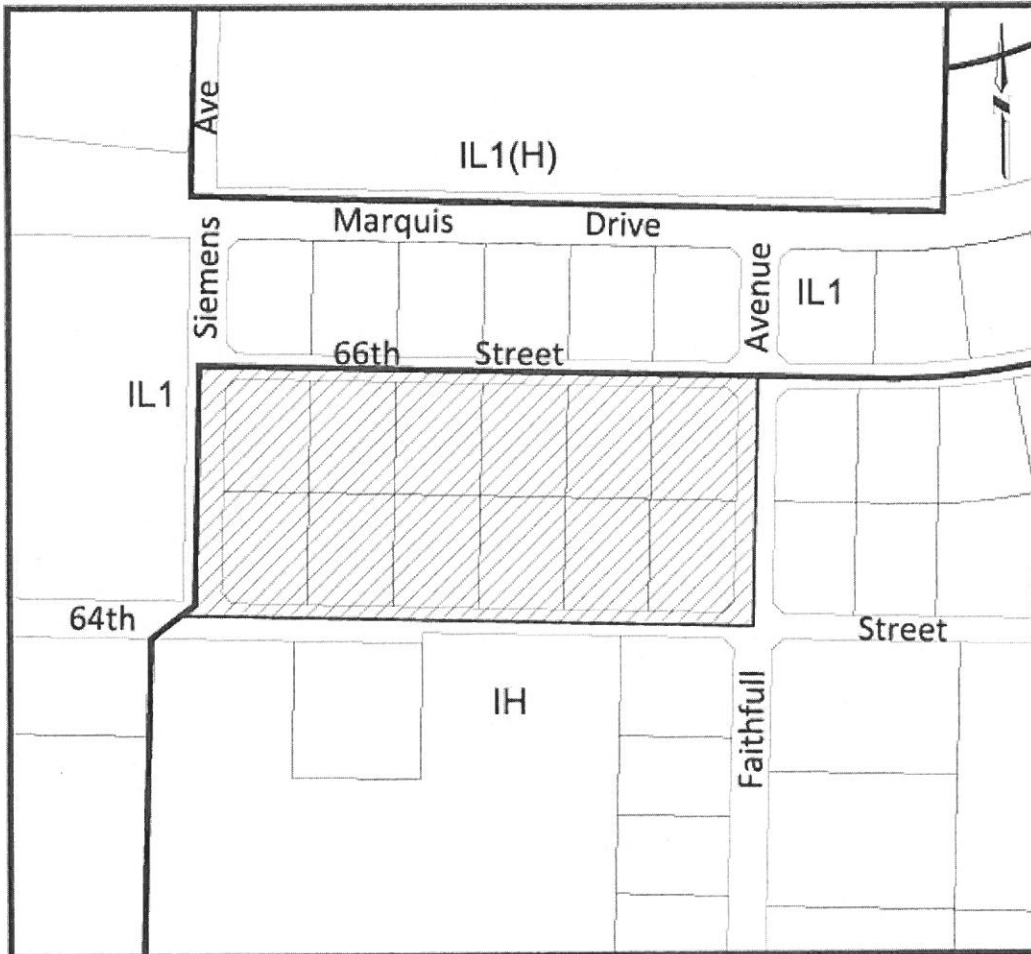 Ave
IL1(H)
Marquis Drive
Siemens
Avenue
IL1
66th Street
IL1
64th
Street
IH
Faithfull
N